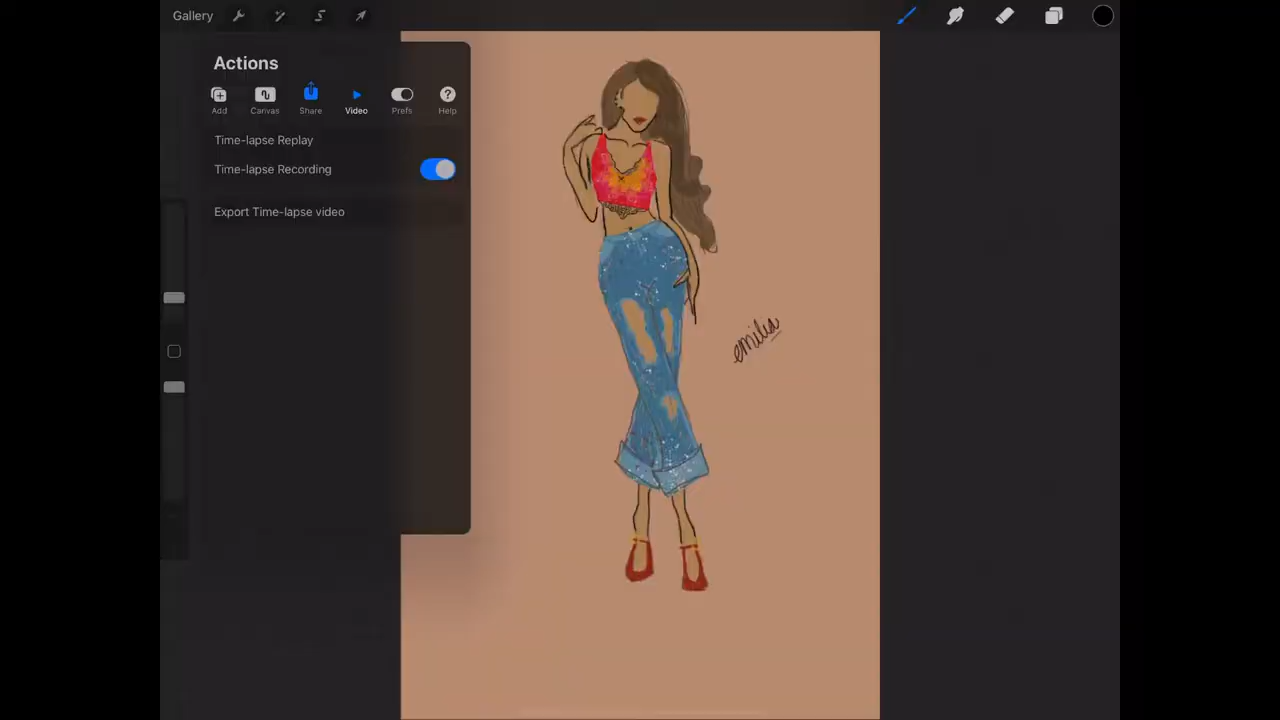 Gallery
Actions
Add Canvas Share Video Prefs Help
Time-lapse Replay
Time-lapse Recording
Export Time-lapse video
emilia